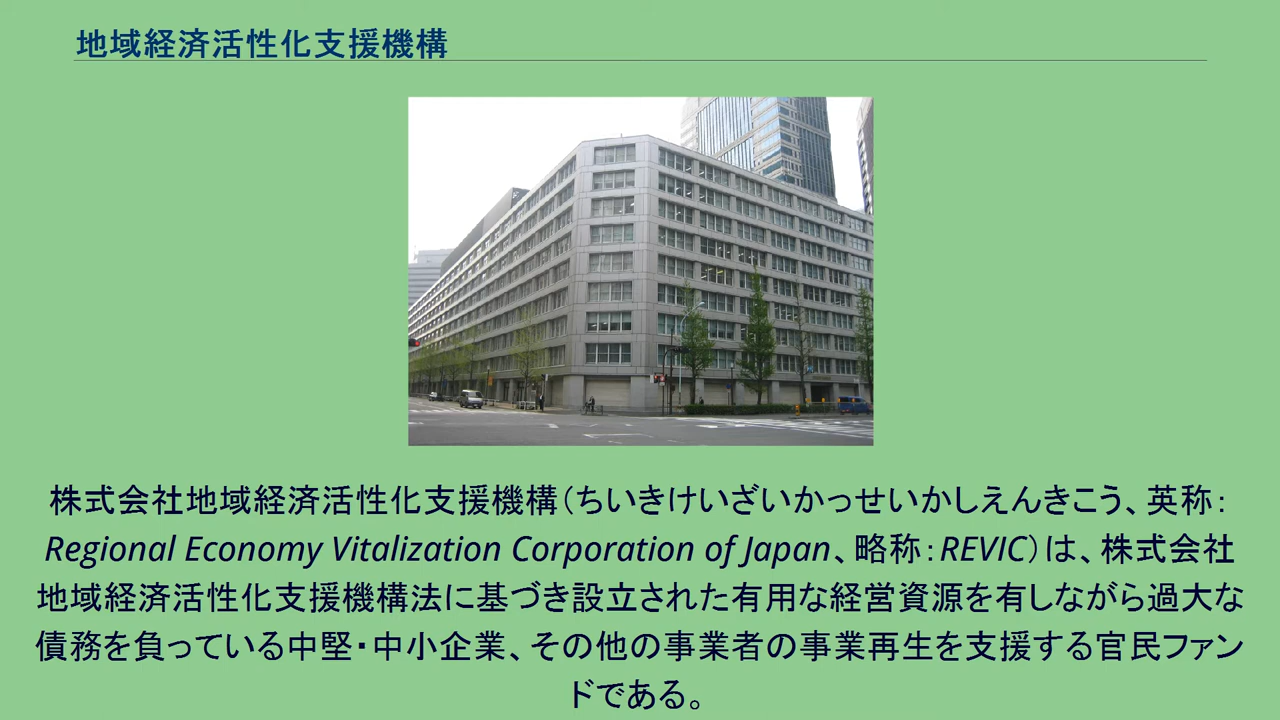 地域経済活性化支援機構
株式会社地域経済活性化支援機構（ちいきけいざいかっせいかしえんきこう、英称：
Regional Economy Vitalization Corporation of Japan、略称：REVIC）は、株式会社
地域経済活性化支援機構法に基づき設立された有用な経営資源を有しながら過大な
債務を負っている中堅・中小企業、その他の事業者の事業再生を支援する官民ファン
ドである。